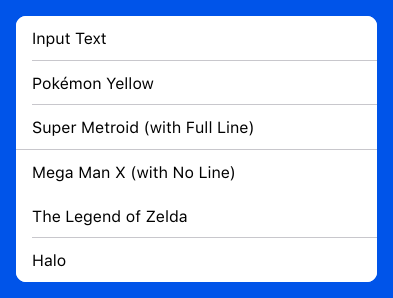 Input Text
Pokémon Yellow
Super Metroid (with Full Line)
Mega Man X (with No Line)
The Legend of Zelda
Halo